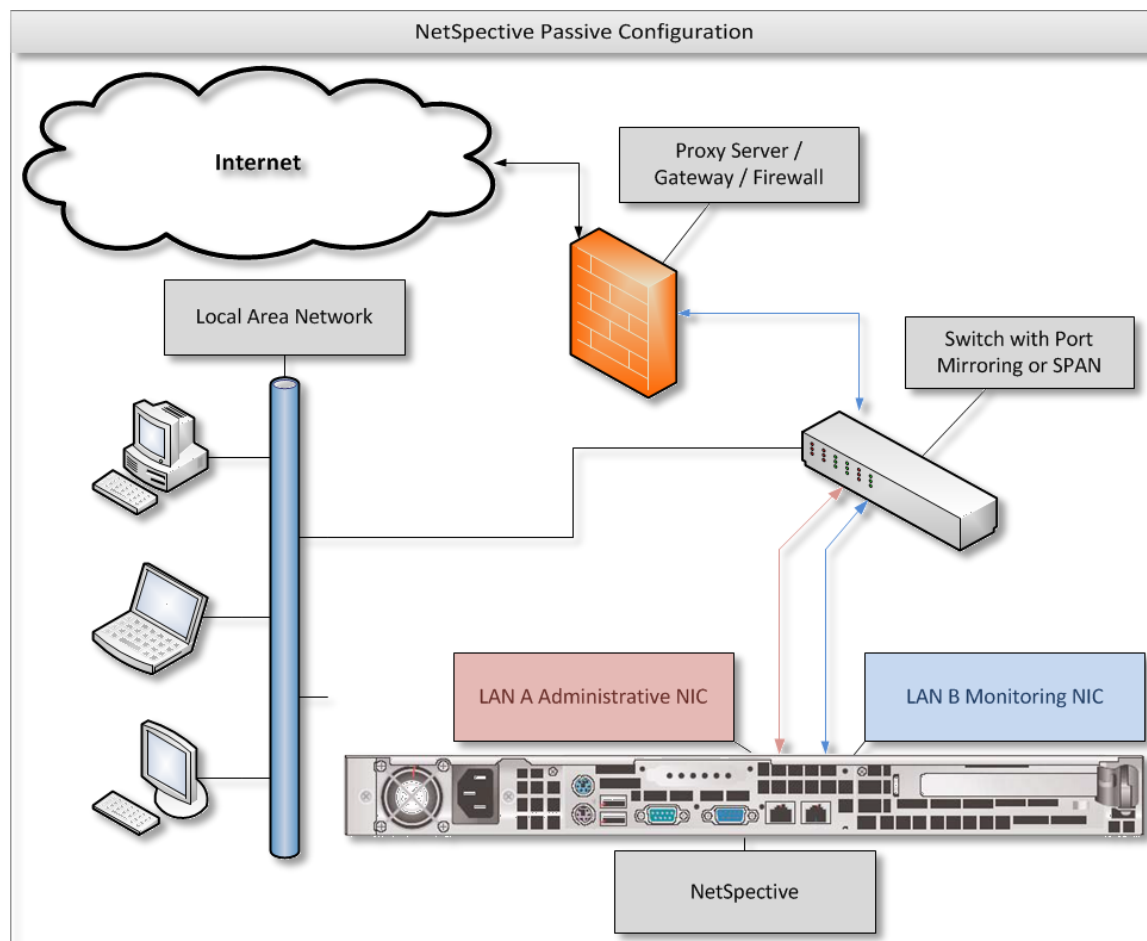 NetSpective Passive Configuration
Internet
Proxy Server /
Gateway / Firewall
Local Area Network
Switch with Port
Mirroring or SPAN
LAN A Administrative NIC
LAN B Monitoring NIC
NetSpective